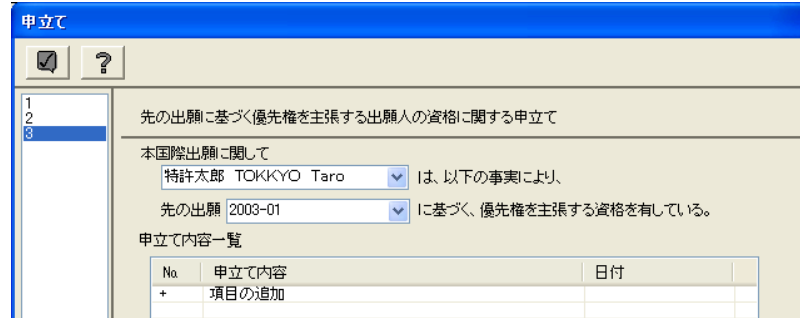 申立て
?
1
2
3
先の出願に基づく優先権を主張する出願人の資格に関する申立て
本国際出願に関して
特許太郎 TOKKYO Taro は、以下の事実により、
先の出願 2003-01 に基づく、優先権を主張する資格を有している。
申立て内容一覧
No. 申立て内容 日付
+ 項目の追加